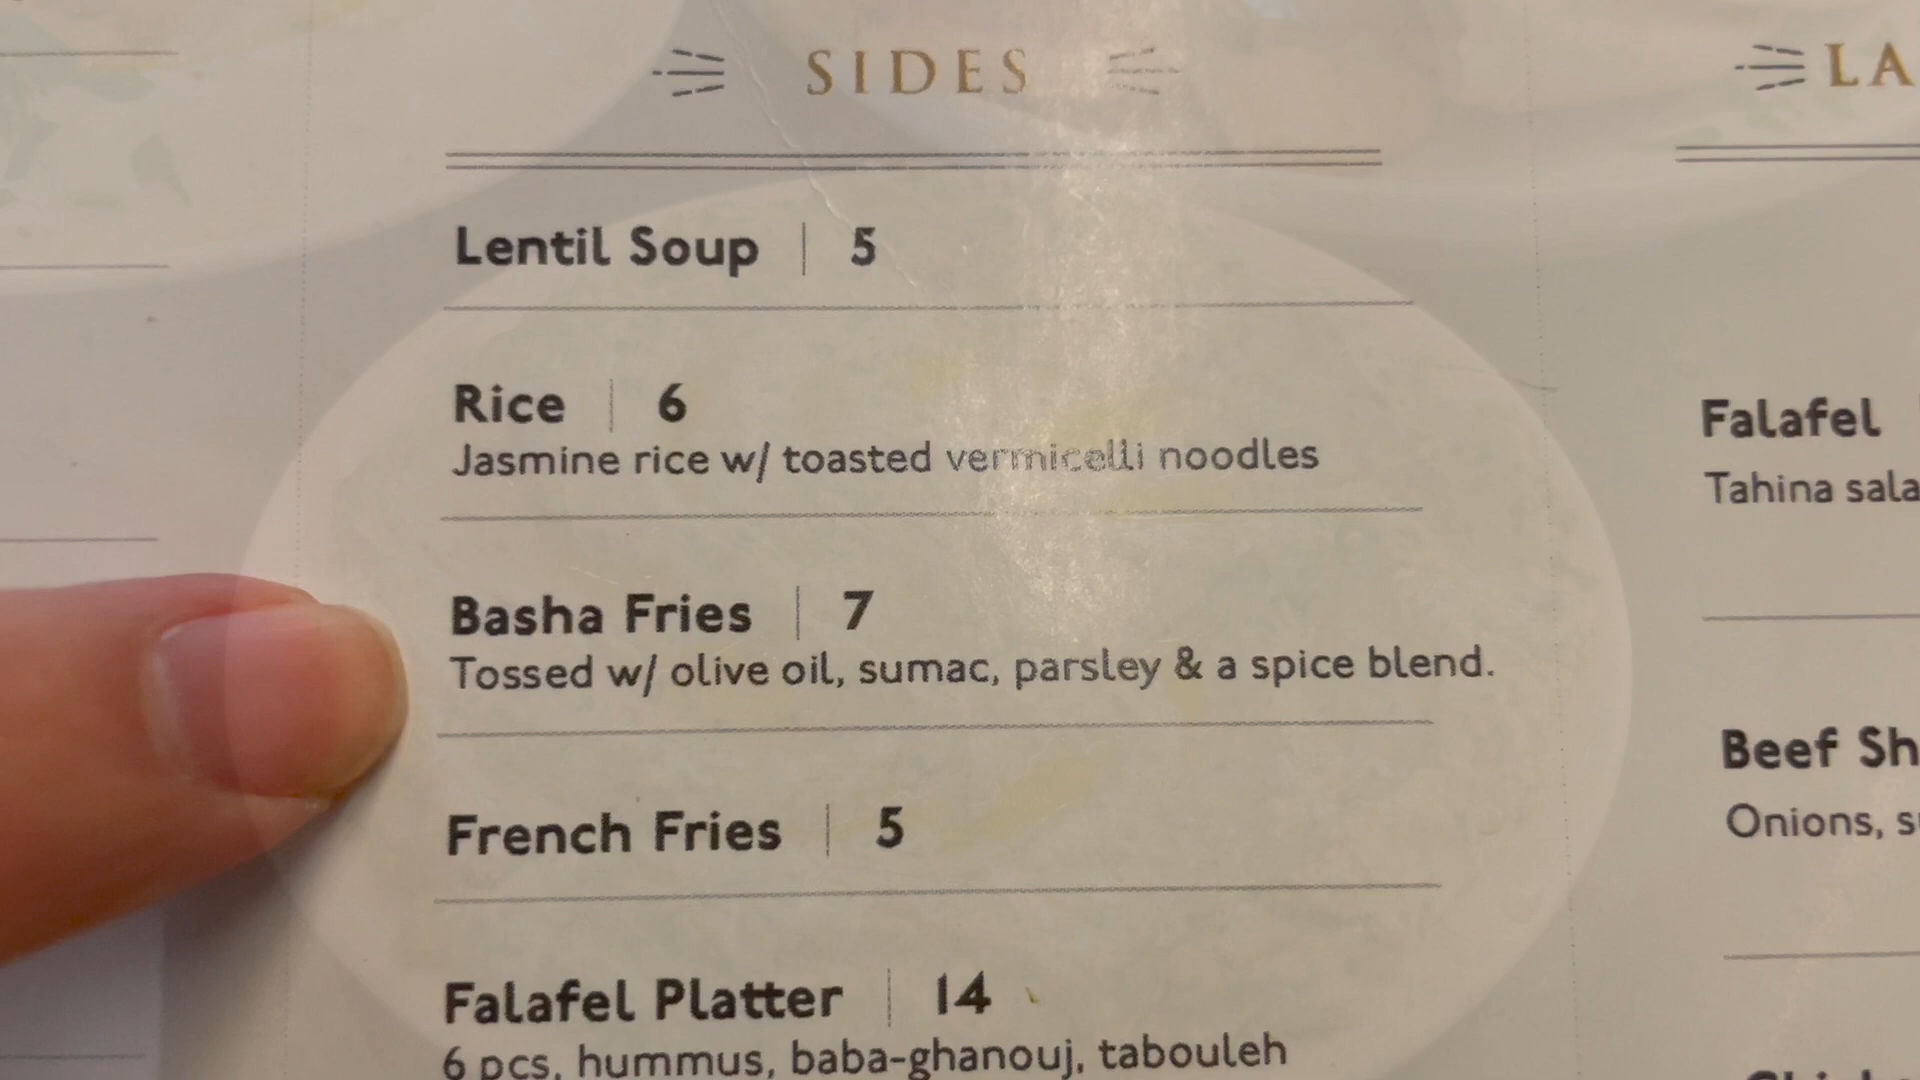 SIDES
Lentil Soup | 5
Rice | 6
Jasmine rice w/ toasted vermicelli noodles
Basha Fries | 7
Tossed w/ olive oil, sumac, parsley & a spice blend.
French Fries | 5
Falafel Platter | 14
6 pcs, hummus, baba-ghanouj, tabouleh
LA
Falafel
Tahina sala
Beef Sh
Onions, s